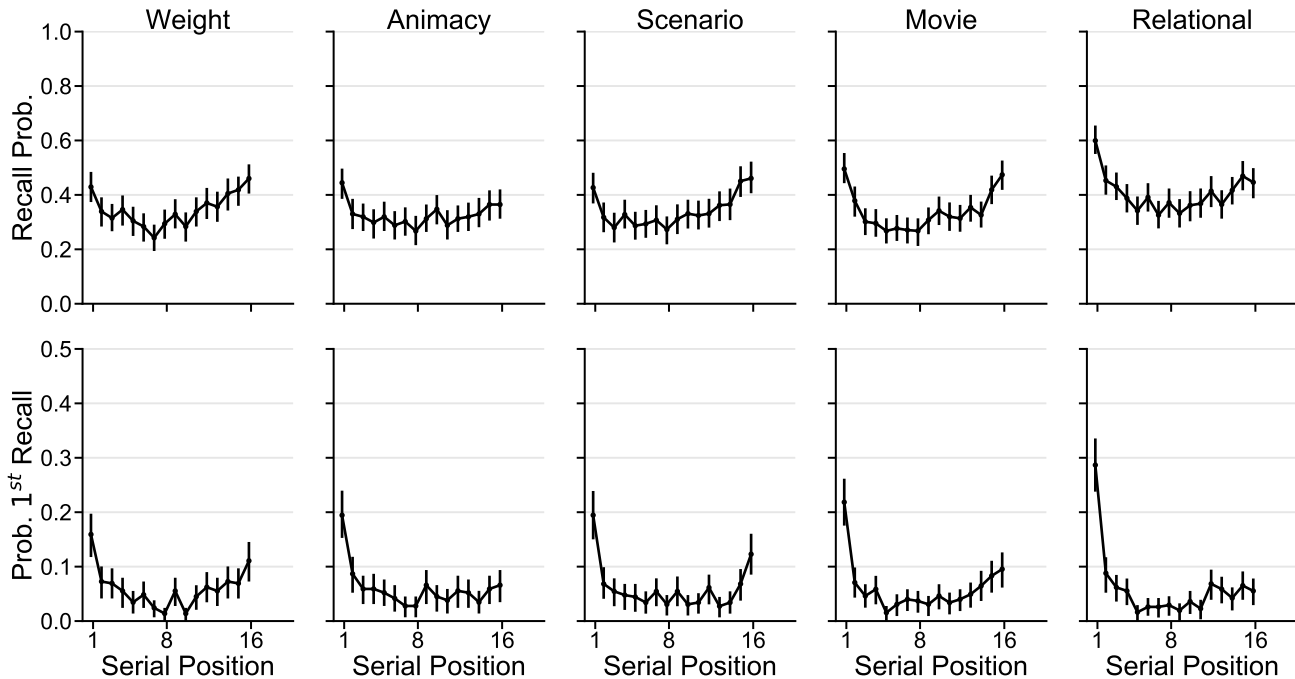 Weight Animacy Scenario Movie Relational
Recall Prob.
1.0
0.8
0.6
0.4
0.2
0.0
Prob. 1st Recall
0.5
0.4
0.3
0.2
0.1
0.0
1 8 16 1 8 16 1 8 16 1 8 16 1 8 16
Serial Position Serial Position Serial Position Serial Position Serial Position